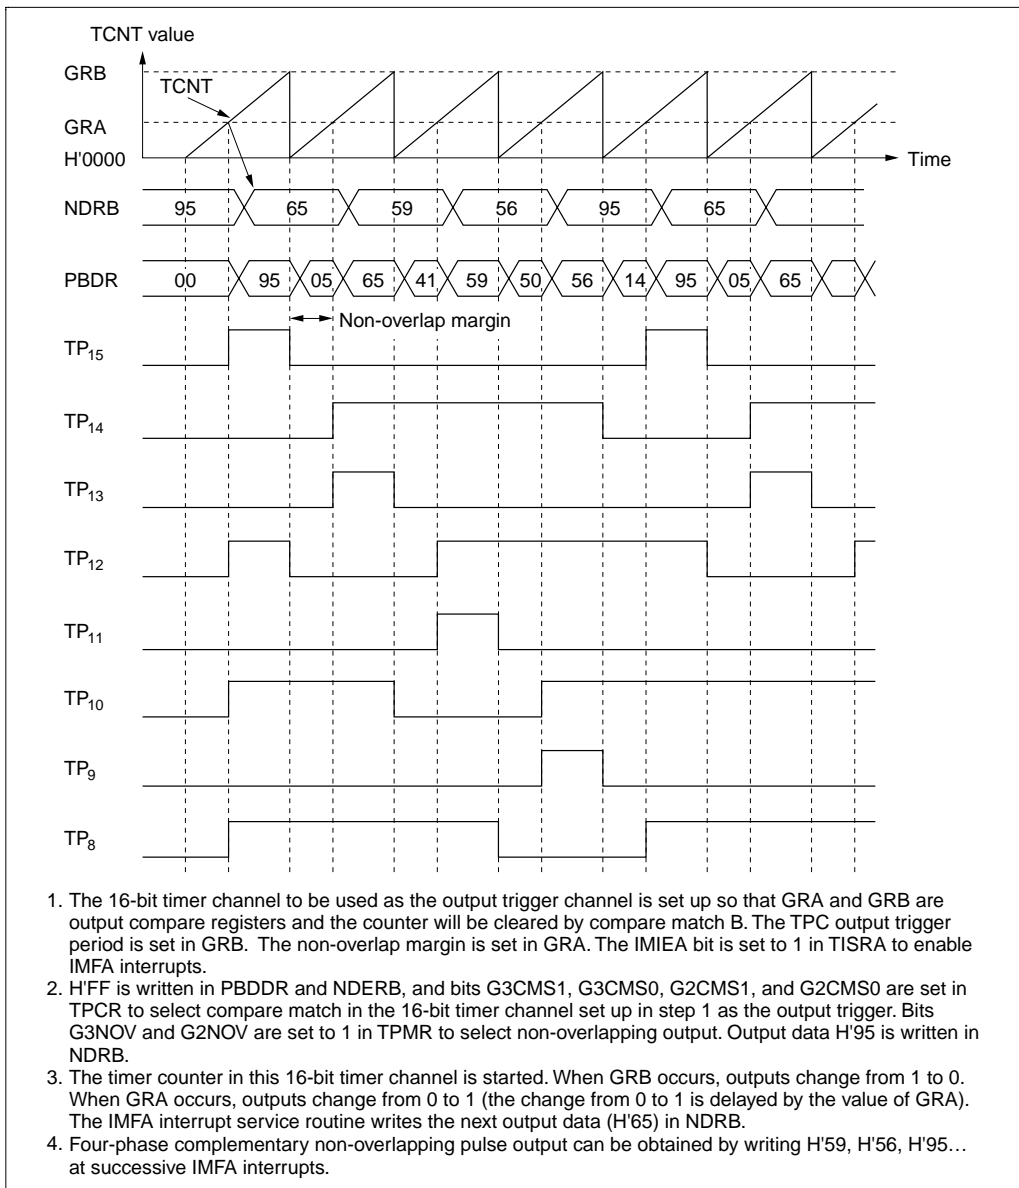 TCNT value
GRB
TCNT
GRA
H'0000
Time
NDRB 95 65 59 56 95 65
PBDR 00 95 05 65 41 59 50 56 14 95 05 65
Non-overlap margin
TP15
TP14
TP13
TP12
TP11
TP10
TP9
TP8
1. The 16-bit timer channel to be used as the output trigger channel is set up so that GRA and GRB are
output compare registers and the counter will be cleared by compare match B. The TPC output trigger
period is set in GRB. The non-overlap margin is set in GRA. The IMIEA bit is set to 1 in TISRA to enable
IMFA interrupts.
2. H'FF is written in PBDDR and NDERB, and bits G3CMS1, G3CMS0, G2CMS1, and G2CMS0 are set in
TPCR to select compare match in the 16-bit timer channel set up in step 1 as the output trigger. Bits
G3NOV and G2NOV are set to 1 in TPMR to select non-overlapping output. Output data H'95 is written in
NDRB.
3. The timer counter in this 16-bit timer channel is started. When GRB occurs, outputs change from 1 to 0.
When GRA occurs, outputs change from 0 to 1 (the change from 0 to 1 is delayed by the value of GRA).
The IMFA interrupt service routine writes the next output data (H'65) in NDRB.
4. Four-phase complementary non-overlapping pulse output can be obtained by writing H'59, H'56, H'95…
at successive IMFA interrupts.